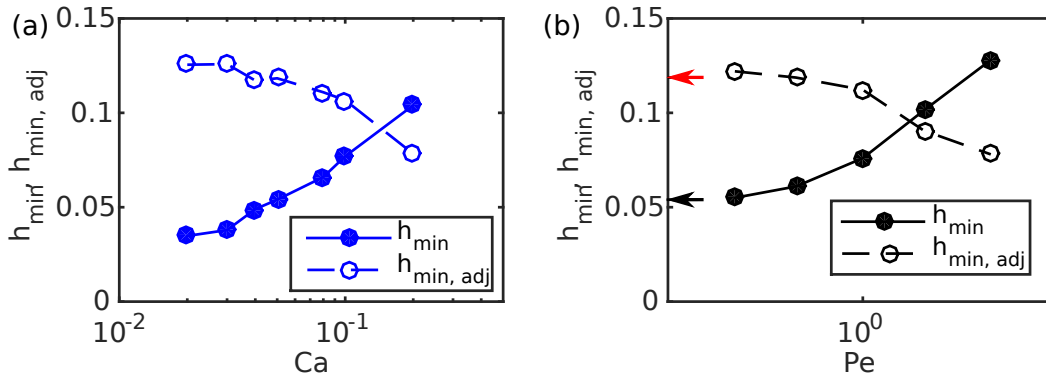 (a)
h_min, h_min, adj
0.15
0.1
0.05
0
10^-2
10^-1
Ca
h_min
h_min, adj
(b)
h_min, h_min, adj
0.15
0.1
0.05
0
10^0
Pe
h_min
h_min, adj